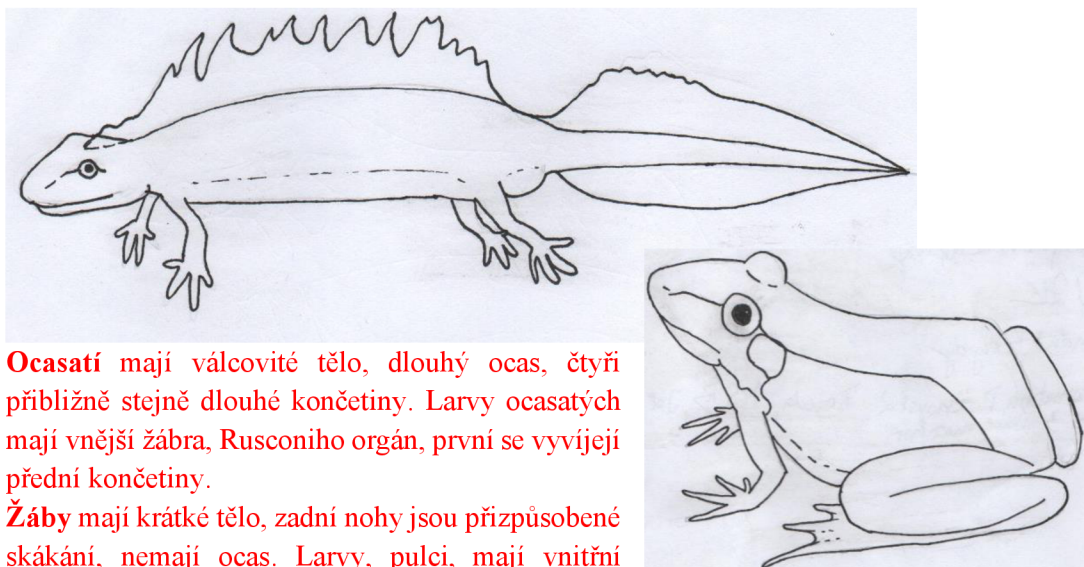 Ocasatí mají válcovité tělo, dlouhý ocas, čtyři
přibližně stejně dlouhé končetiny. Larvy ocasatých
mají vnější žábra, Rusconiho orgán, první se vyvíjejí
přední končetiny.
Žáby mají krátké tělo, zadní nohy jsou přizpůsobené
skákání, nemají ocas. Larvy, pulci, mají vnitřní